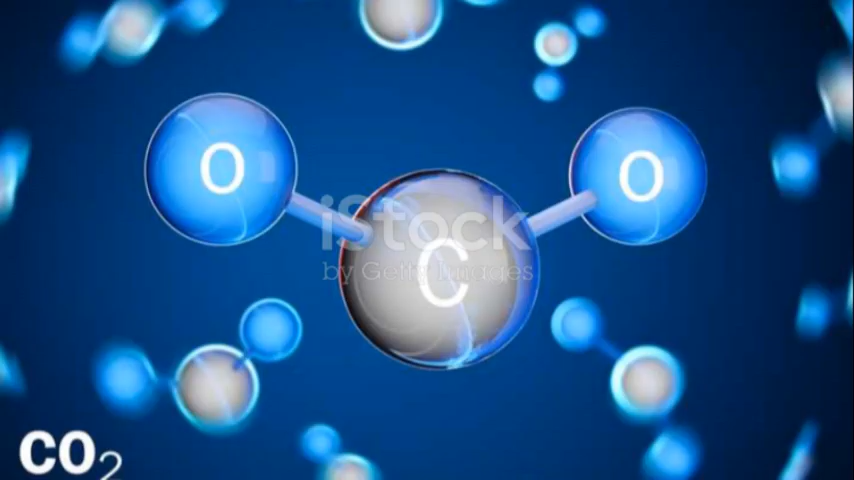 O
O
iStock
by Getty Images
C
CO₂